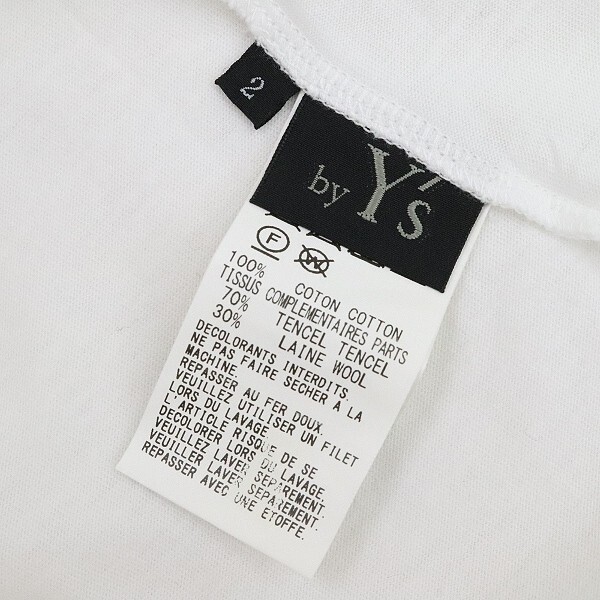 2
by Y's
F W
100% COTON COTTON
TISSUS COMPLEMENTAIRES PARTS
70% TENCEL TENCEL
30% LAINE WOOL
DECOLORANTS INTERDITS.
NE PAS FAIRE SECHER A LA
MACHINE.
REPASSER AU FER DOUX.
VEUILLEZ UTILISER UN FILET
LORS DU LAVAGE.
L'ARTICLE RISQUE DE SE
DECOLORER LORS DU LAVAGE.
VEUILLEZ LAVER SEPAREMENT.
REPASSER AVEC UNE ETOFFE.